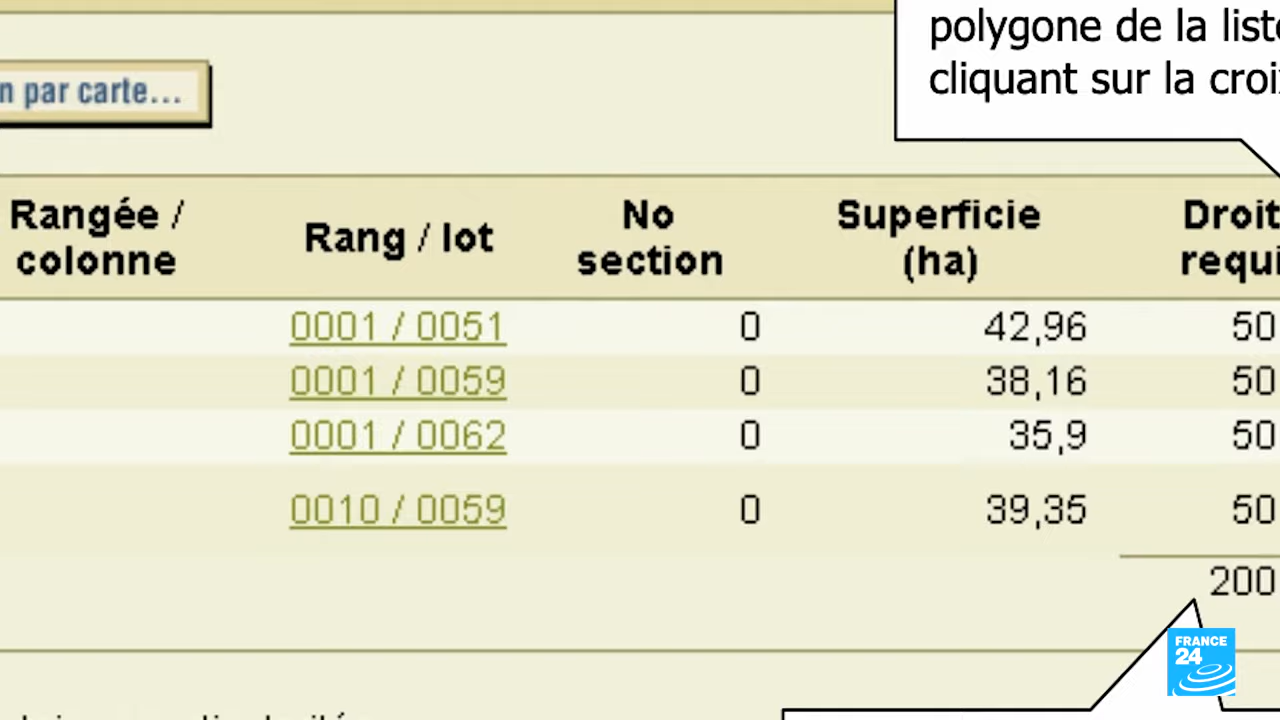 polygone de la liste
cliquant sur la croix
n par carte...
Rangée / colonne Rang / lot No section Superficie (ha) Droit requi
0001 / 0051 0 42,96 50
0001 / 0059 0 38,16 50
0001 / 0062 0 35,9 50
0010 / 0059 0 39,35 50
200
FRANCE
24